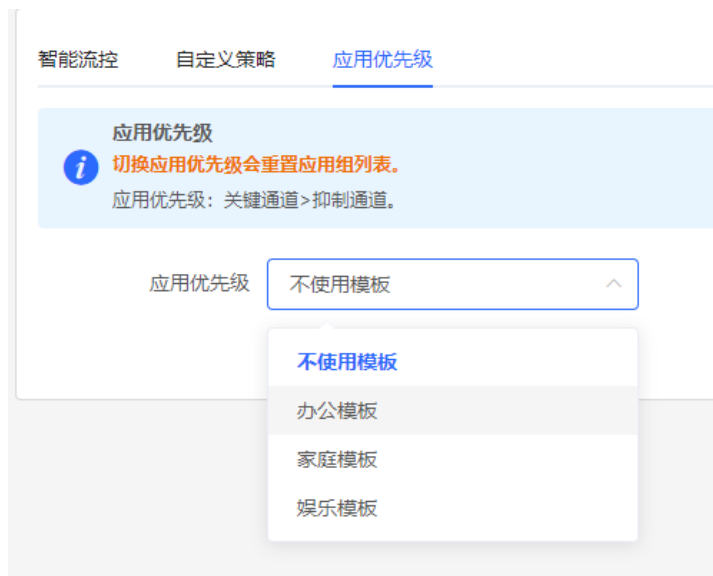 智能流控 自定义策略 应用优先级
应用优先级
切换应用优先级会重置应用组列表。
应用优先级：关键通道>抑制通道。
应用优先级 不使用模板
不使用模板
办公模板
家庭模板
娱乐模板